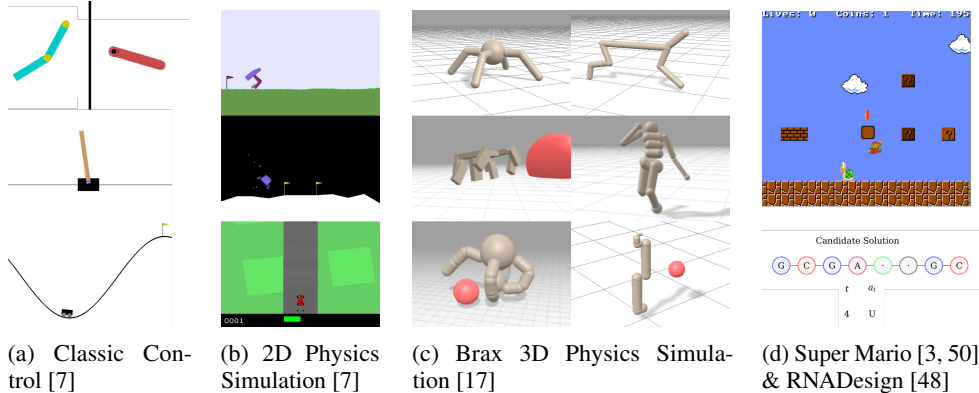 Lives: 0 Coins: 1 Time: 195
?
? ?
0001
Candidate Solution
G C G A · · G C
t a_t
4 U
(a) Classic Con-
trol [7]
(b) 2D Physics
Simulation [7]
(c) Brax 3D Physics Simula-
tion [17]
(d) Super Mario [3, 50]
& RNADesign [48]